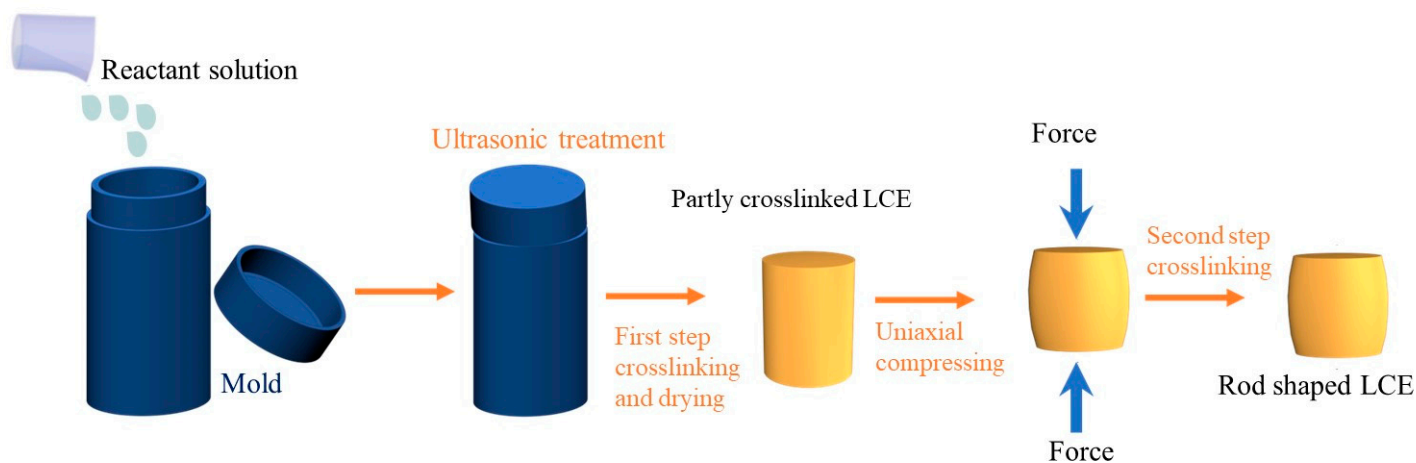 Reactant solution
Mold
Ultrasonic treatment
First step
crosslinking
and drying
Partly crosslinked LCE
Uniaxial
compressing
Force
Force
Second step
crosslinking
Rod shaped LCE